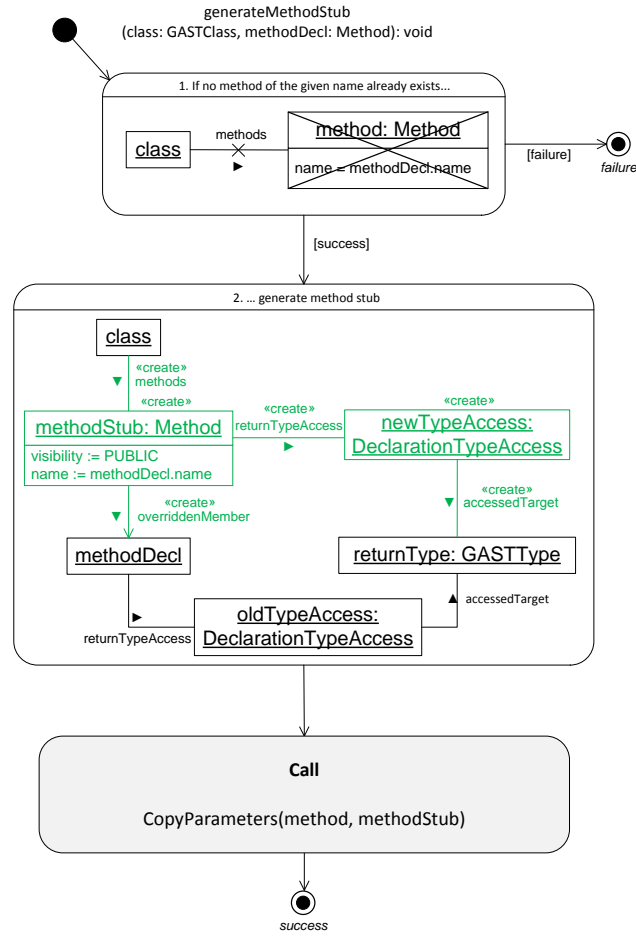 generateMethodStub
(class: GASTClass, methodDecl: Method): void
1. If no method of the given name already exists...
class
methods
method: Method
name = methodDecl.name
[failure]
failure
[success]
2. ... generate method stub
class
«create»
methods
«create»
methodStub: Method
visibility := PUBLIC
name := methodDecl.name
«create»
returnTypeAccess
«create»
newTypeAccess:
DeclarationTypeAccess
«create»
overriddenMember
«create»
accessedTarget
methodDecl
returnType: GASTType
returnTypeAccess
oldTypeAccess:
DeclarationTypeAccess
accessedTarget
Call
CopyParameters(method, methodStub)
success